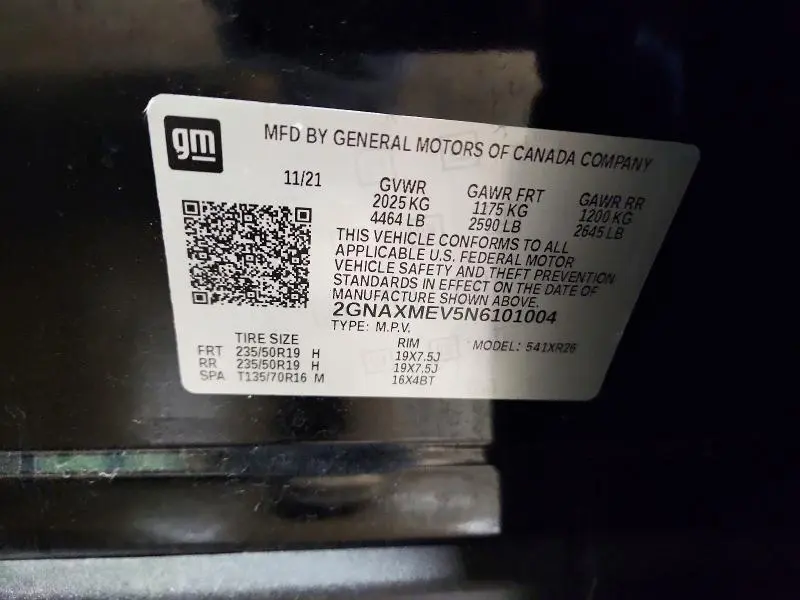 gm
MFD BY GENERAL MOTORS OF CANADA COMPANY
11/21
GVWR GAWR FRT GAWR RR
2025 KG 1175 KG 1200 KG
4464 LB 2590 LB 2645 LB
THIS VEHICLE CONFORMS TO ALL
APPLICABLE U.S. FEDERAL MOTOR
VEHICLE SAFETY AND THEFT PREVENTION
STANDARDS IN EFFECT ON THE DATE OF
MANUFACTURE SHOWN ABOVE.
2GNAXMEV5N6101004
TYPE: M.P.V. MODEL: 541XR26
TIRE SIZE RIM
FRT 235/50R19 H 19X7.5J
RR 235/50R19 H 19X7.5J
SPA T135/70R16 M 16X4BT